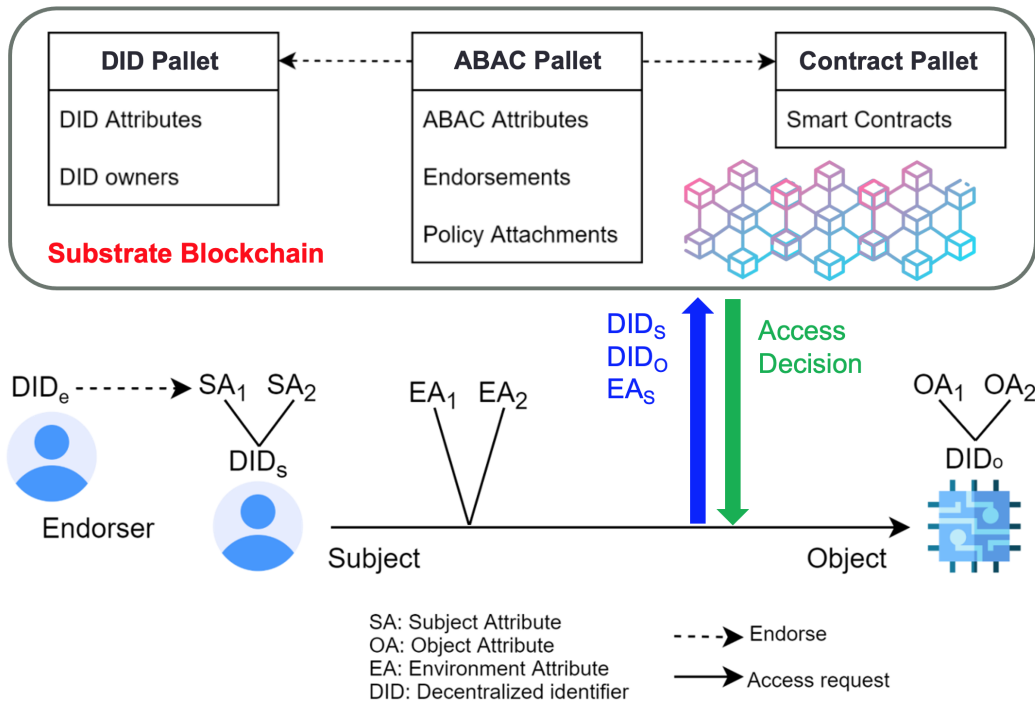 DID Pallet
ABAC Pallet
Contract Pallet
DID Attributes
ABAC Attributes
Smart Contracts
DID owners
Endorsements
Policy Attachments
Substrate Blockchain
DIDS
DIDO
EAS
Access
Decision
DIDe
SA1
SA2
EA1
EA2
OA1
OA2
DIDs
DIDo
Endorser
Subject
Object
SA: Subject Attribute
OA: Object Attribute
EA: Environment Attribute
DID: Decentralized identifier
Endorse
Access request